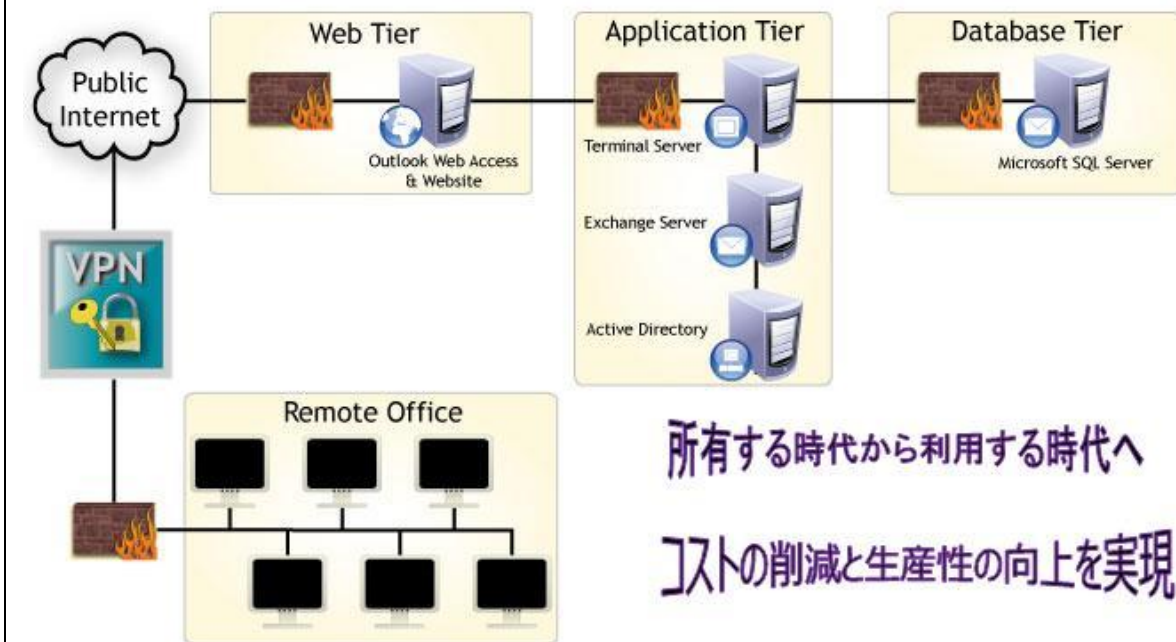 Web Tier
Application Tier
Database Tier
Public
Internet
Outlook Web Access
& Website
Terminal Server
Microsoft SQL Server
Exchange Server
Active Directory
VPN
Remote Office
所有する時代から利用する時代へ
コストの削減と生産性の向上を実現